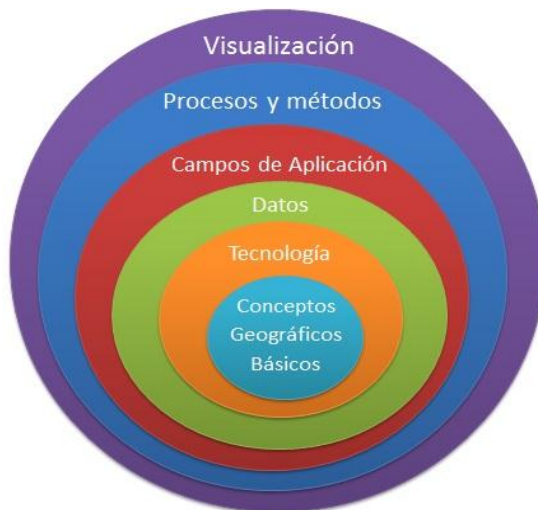 Visualización
Procesos y métodos
Campos de Aplicación
Datos
Tecnología
Conceptos
Geográficos
Básicos